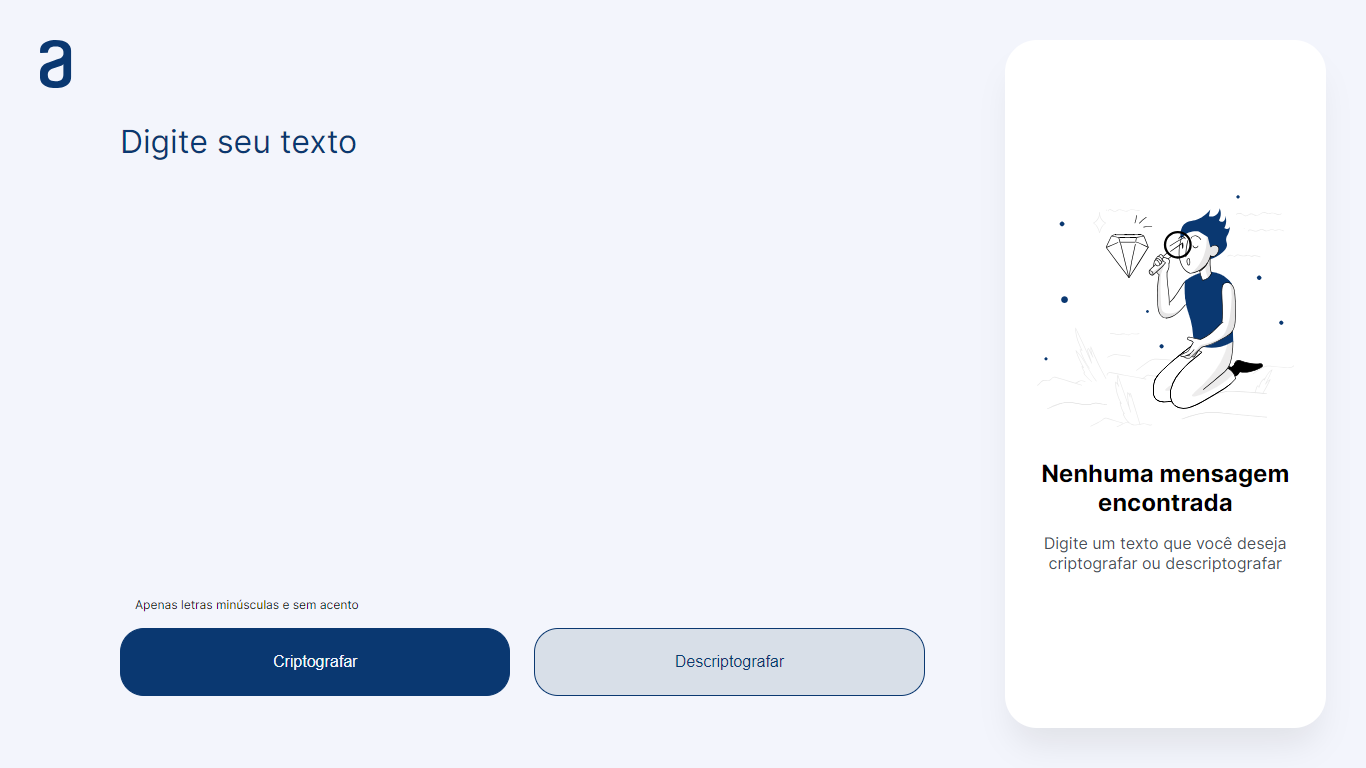 a
Digite seu texto
Apenas letras minúsculas e sem acento
Criptografar
Descriptografar
Nenhuma mensagem
encontrada
Digite um texto que você deseja
criptografar ou descriptografar